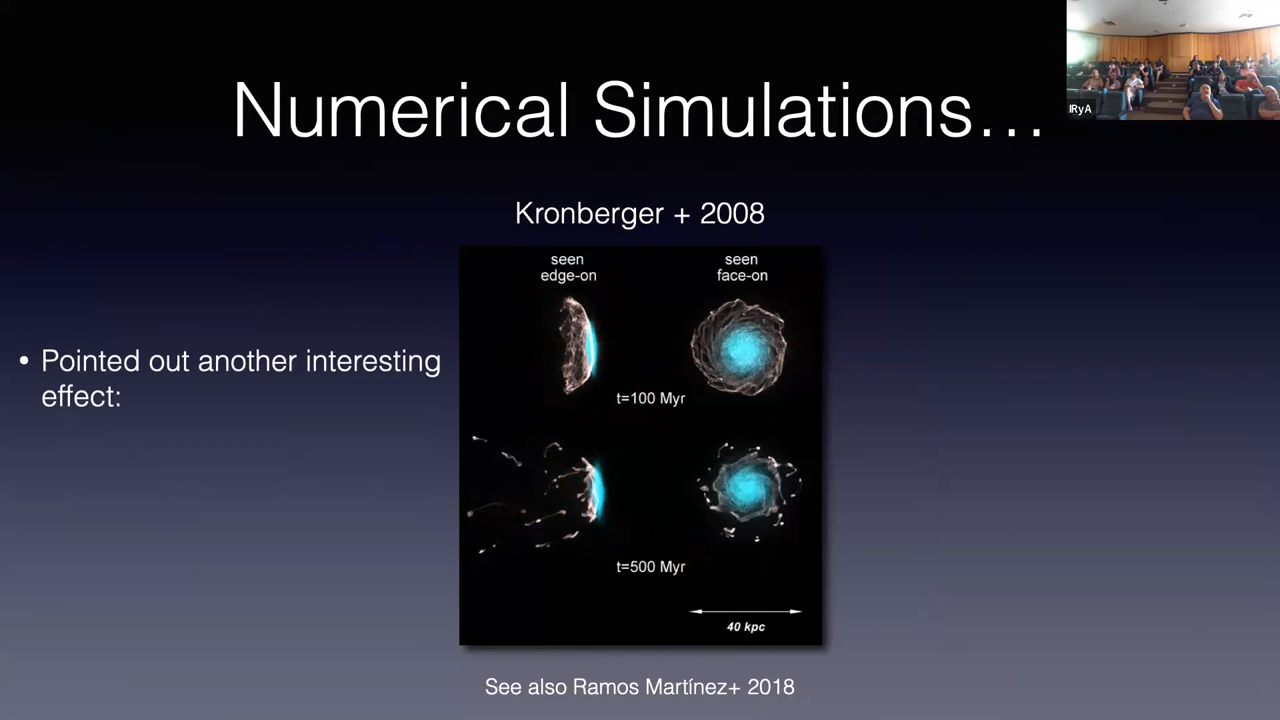 Numerical Simulations...
IRyA
Kronberger + 2008
seen
edge-on
seen
face-on
• Pointed out another interesting
effect:
t=100 Myr
t=500 Myr
40 kpc
See also Ramos Martínez+ 2018